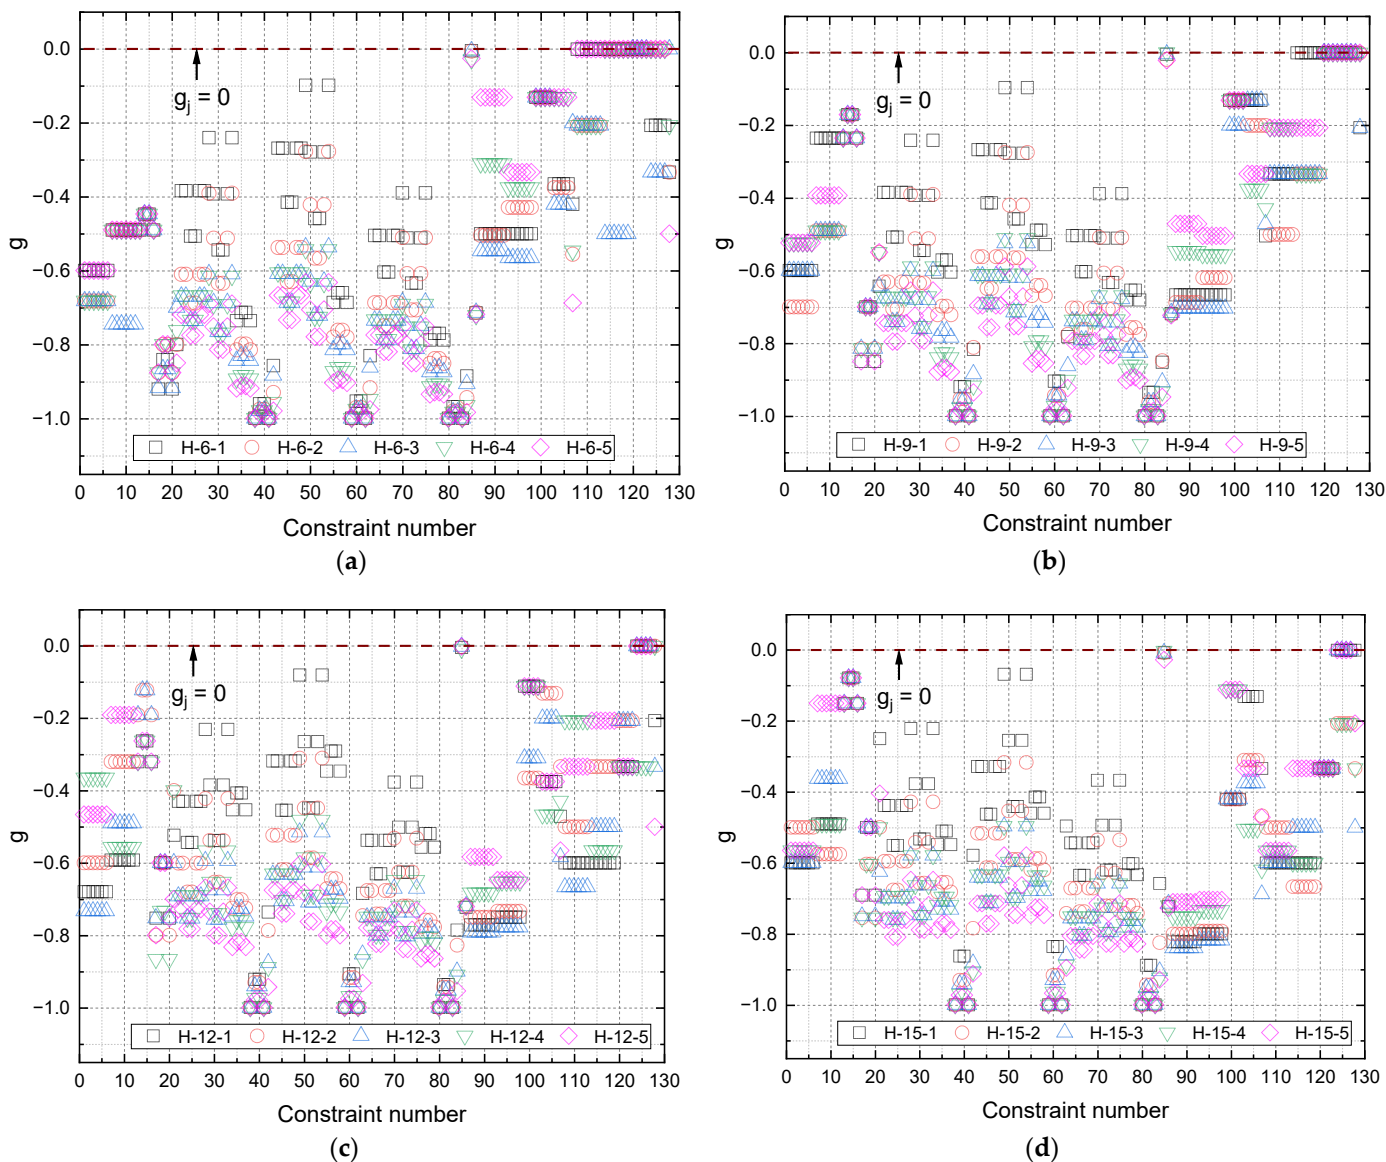 0.0
−0.2
−0.4
−0.6
−0.8
−1.0
g
g_j = 0
H-6-1 H-6-2 H-6-3 H-6-4 H-6-5
0 10 20 30 40 50 60 70 80 90 100 110 120 130
Constraint number
(a)
0.0
−0.2
−0.4
−0.6
−0.8
−1.0
g
g_j = 0
H-9-1 H-9-2 H-9-3 H-9-4 H-9-5
0 10 20 30 40 50 60 70 80 90 100 110 120 130
Constraint number
(b)
0.0
−0.2
−0.4
−0.6
−0.8
−1.0
g
g_j = 0
H-12-1 H-12-2 H-12-3 H-12-4 H-12-5
0 10 20 30 40 50 60 70 80 90 100 110 120 130
Constraint number
(c)
0.0
−0.2
−0.4
−0.6
−0.8
−1.0
g
g_j = 0
H-15-1 H-15-2 H-15-3 H-15-4 H-15-5
0 10 20 30 40 50 60 70 80 90 100 110 120 130
Constraint number
(d)